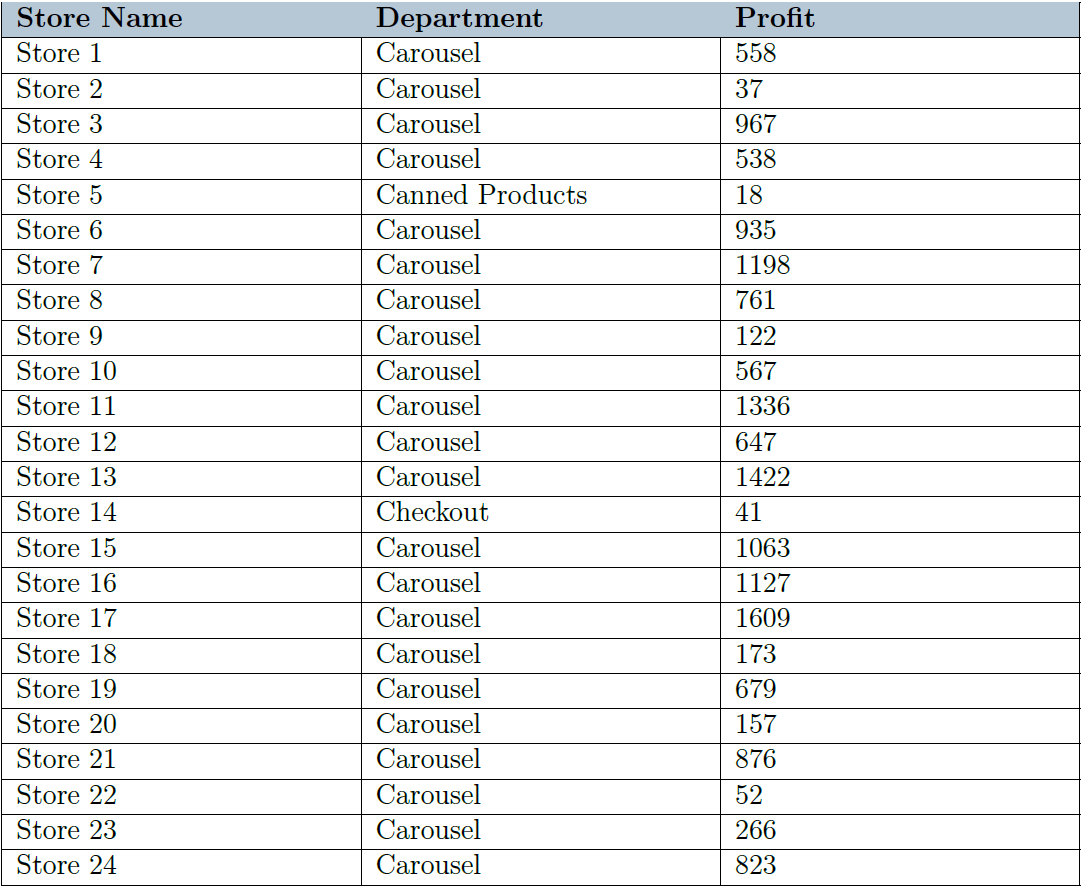 Store Name Department Profit
Store 1 Carousel 558
Store 2 Carousel 37
Store 3 Carousel 967
Store 4 Carousel 538
Store 5 Canned Products 18
Store 6 Carousel 935
Store 7 Carousel 1198
Store 8 Carousel 761
Store 9 Carousel 122
Store 10 Carousel 567
Store 11 Carousel 1336
Store 12 Carousel 647
Store 13 Carousel 1422
Store 14 Checkout 41
Store 15 Carousel 1063
Store 16 Carousel 1127
Store 17 Carousel 1609
Store 18 Carousel 173
Store 19 Carousel 679
Store 20 Carousel 157
Store 21 Carousel 876
Store 22 Carousel 52
Store 23 Carousel 266
Store 24 Carousel 823